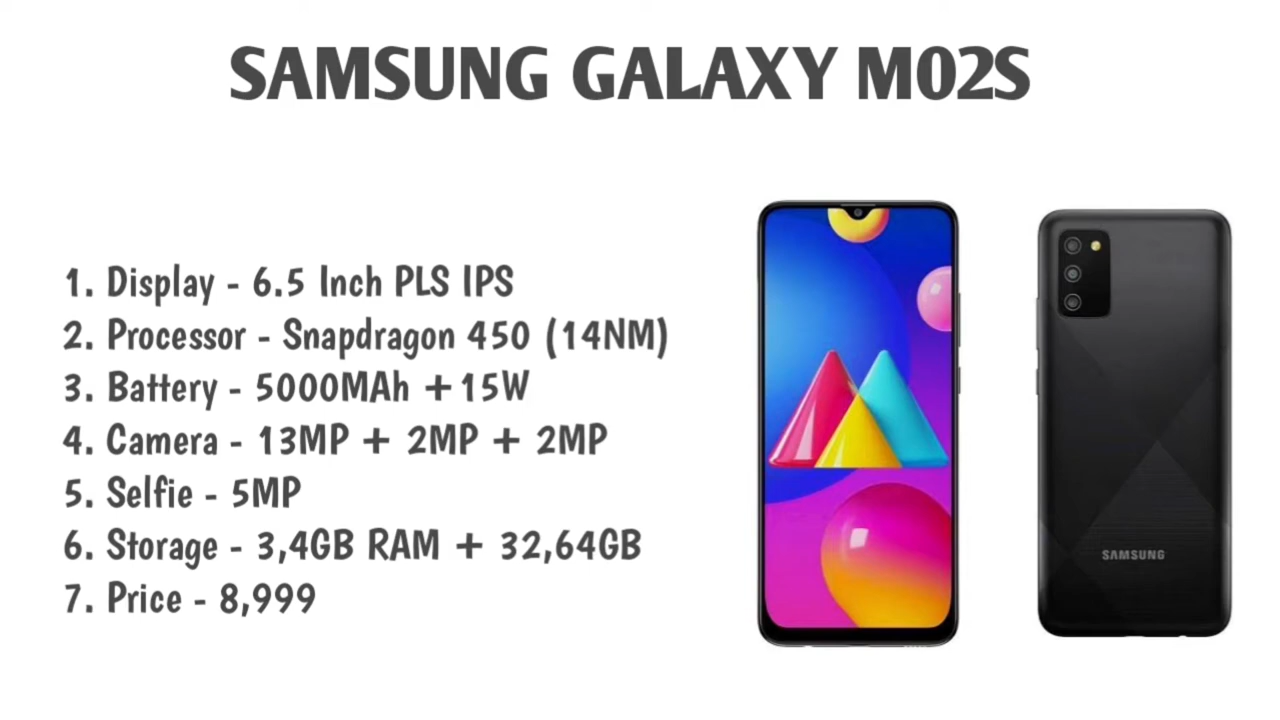 SAMSUNG GALAXY M02S
1. Display - 6.5 Inch PLS IPS
2. Processor - Snapdragon 450 (14NM)
3. Battery - 5000MAh +15W
4. Camera - 13MP + 2MP + 2MP
5. Selfie - 5MP
6. Storage - 3,4GB RAM + 32,64GB
7. Price - 8,999
SAMSUNG